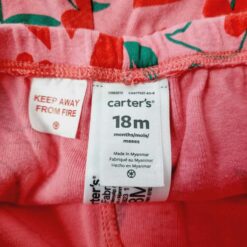 KEEP AWAY
FROM FIRE
carter's
18m
months/mois/
meses
Made in Myanmar
Fabriqué au Myanmar
Hecho en Myanmar
carter's